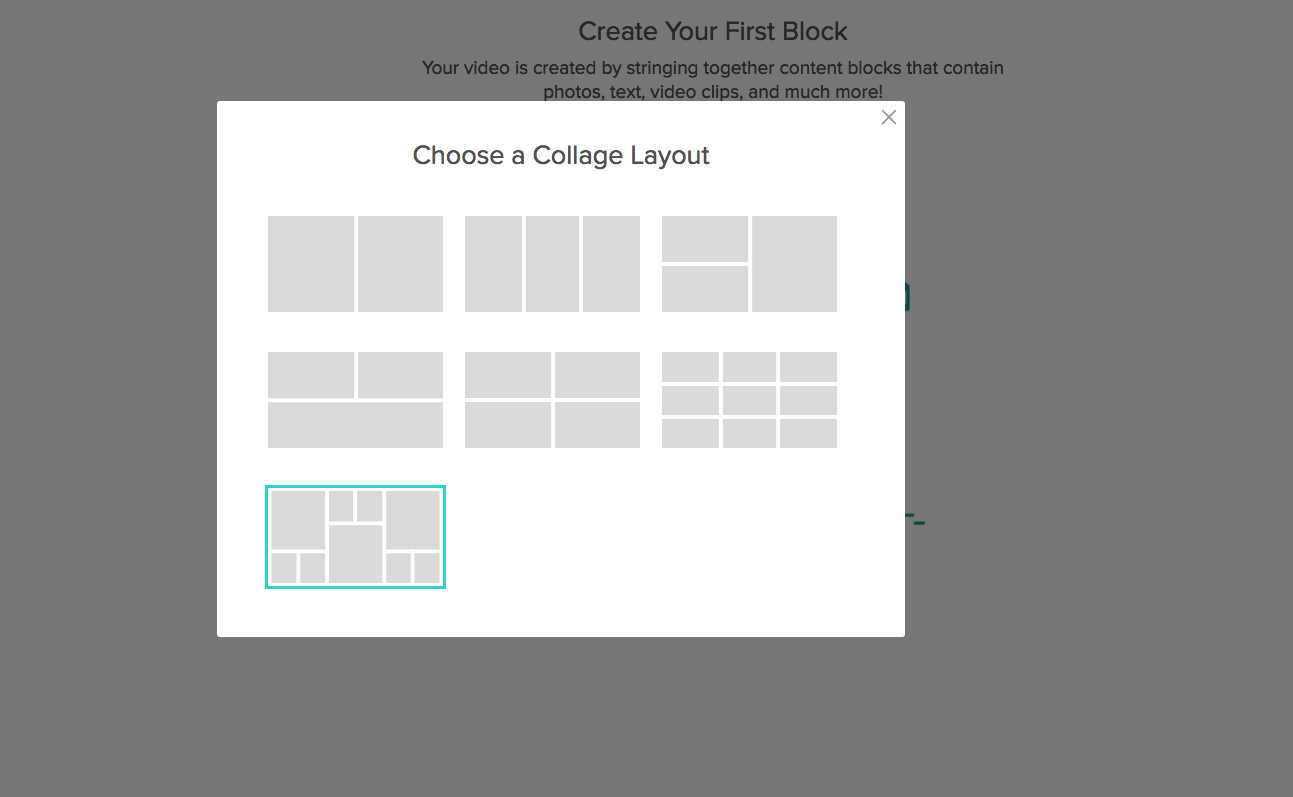 Create Your First Block
Your video is created by stringing together content blocks that contain
photos, text, video clips, and much more!
Choose a Collage Layout